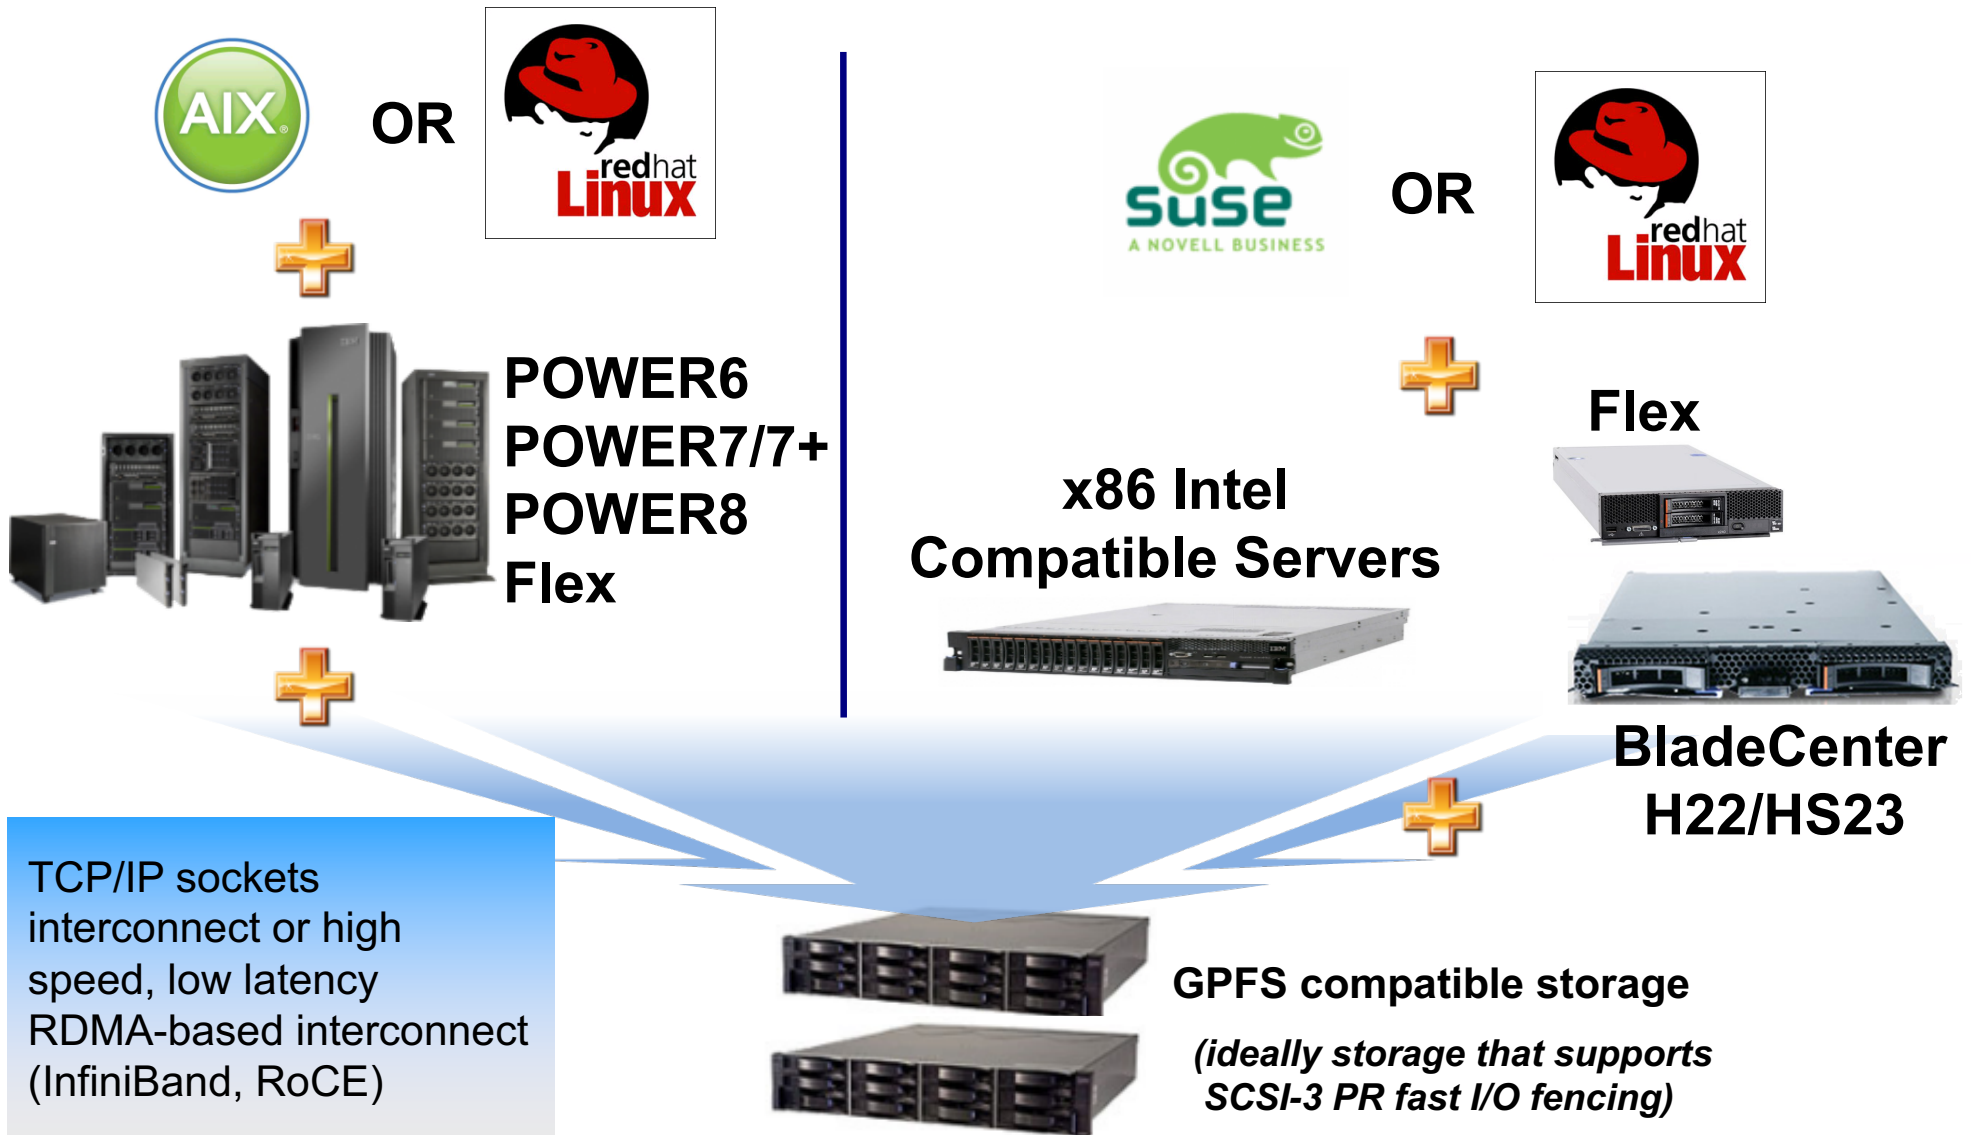 AIX®
OR
redhat
Linux
POWER6
POWER7/7+
POWER8
Flex
suse
A NOVELL BUSINESS
OR
redhat
Linux
Flex
x86 Intel
Compatible Servers
IBM
BladeCenter
H22/HS23
TCP/IP sockets
interconnect or high
speed, low latency
RDMA-based interconnect
(InfiniBand, RoCE)
GPFS compatible storage
(ideally storage that supports
SCSI-3 PR fast I/O fencing)